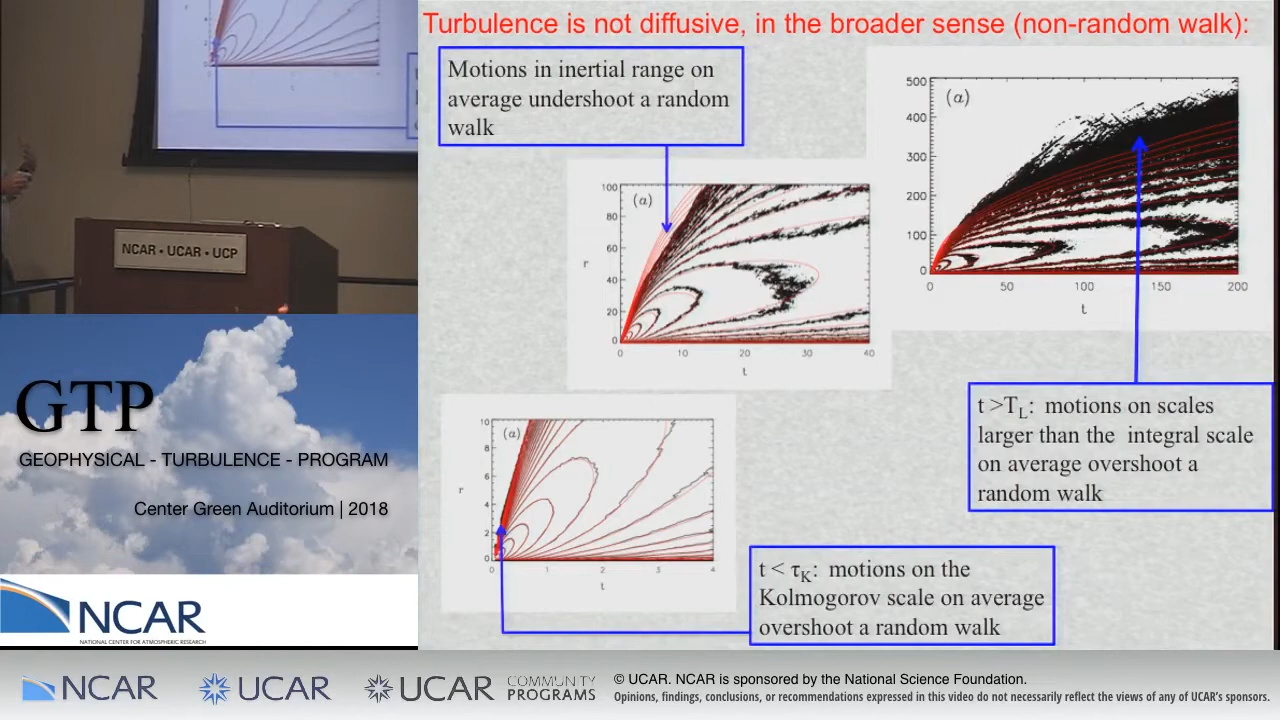 Turbulence is not diffusive, in the broader sense (non-random walk):
Motions in inertial range on
average undershoot a random
walk
(a)
500
400
300
200
100
0
0 50 100 150 200
t
(a)
100
80
60
40
20
0
r
0 10 20 30 40
t
t >TL: motions on scales
larger than the integral scale
on average overshoot a
random walk
(a)
10
8
6
4
2
0
r
0 1 2 3 4
t
t < τK: motions on the
Kolmogorov scale on average
overshoot a random walk
NCAR • UCAR • UCP
GTP
GEOPHYSICAL - TURBULENCE - PROGRAM
Center Green Auditorium | 2018
NCAR
NATIONAL CENTER FOR ATMOSPHERIC RESEARCH
NCAR
UCAR
UCAR
COMMUNITY
PROGRAMS
© UCAR. NCAR is sponsored by the National Science Foundation.
Opinions, findings, conclusions, or recommendations expressed in this video do not necessarily reflect the views of any of UCAR's sponsors.